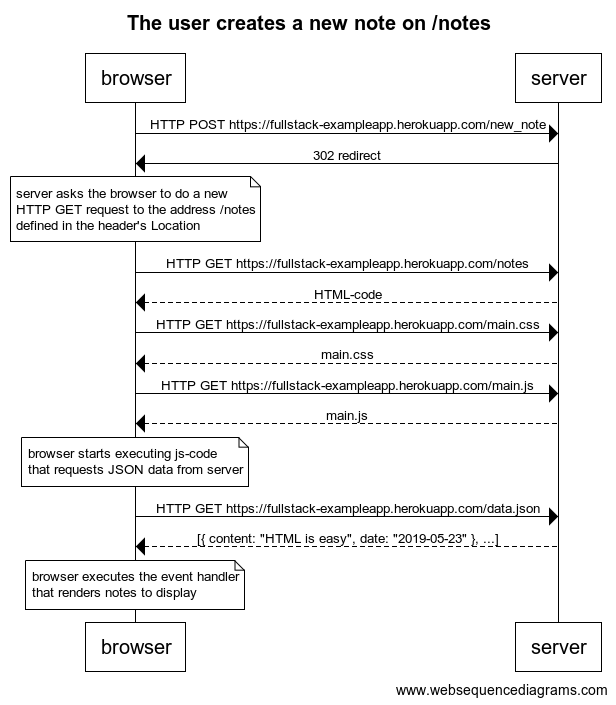 The user creates a new note on /notes
browser
server
HTTP POST https://fullstack-exampleapp.herokuapp.com/new_note
302 redirect
server asks the browser to do a new
HTTP GET request to the address /notes
defined in the header's Location
HTTP GET https://fullstack-exampleapp.herokuapp.com/notes
HTML-code
HTTP GET https://fullstack-exampleapp.herokuapp.com/main.css
main.css
HTTP GET https://fullstack-exampleapp.herokuapp.com/main.js
main.js
browser starts executing js-code
that requests JSON data from server
HTTP GET https://fullstack-exampleapp.herokuapp.com/data.json
[{ content: "HTML is easy", date: "2019-05-23" }, ...]
browser executes the event handler
that renders notes to display
browser
server
www.websequencediagrams.com